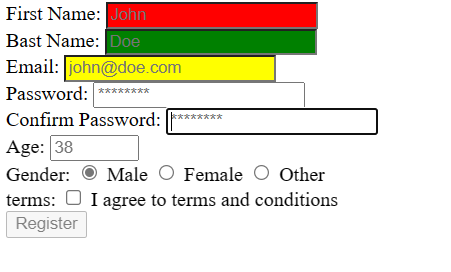 First Name: John
Bast Name: Doe
Email: john@doe.com
Password: ********
Confirm Password: ********
Age: 38
Gender: Male Female Other
terms: I agree to terms and conditions
Register